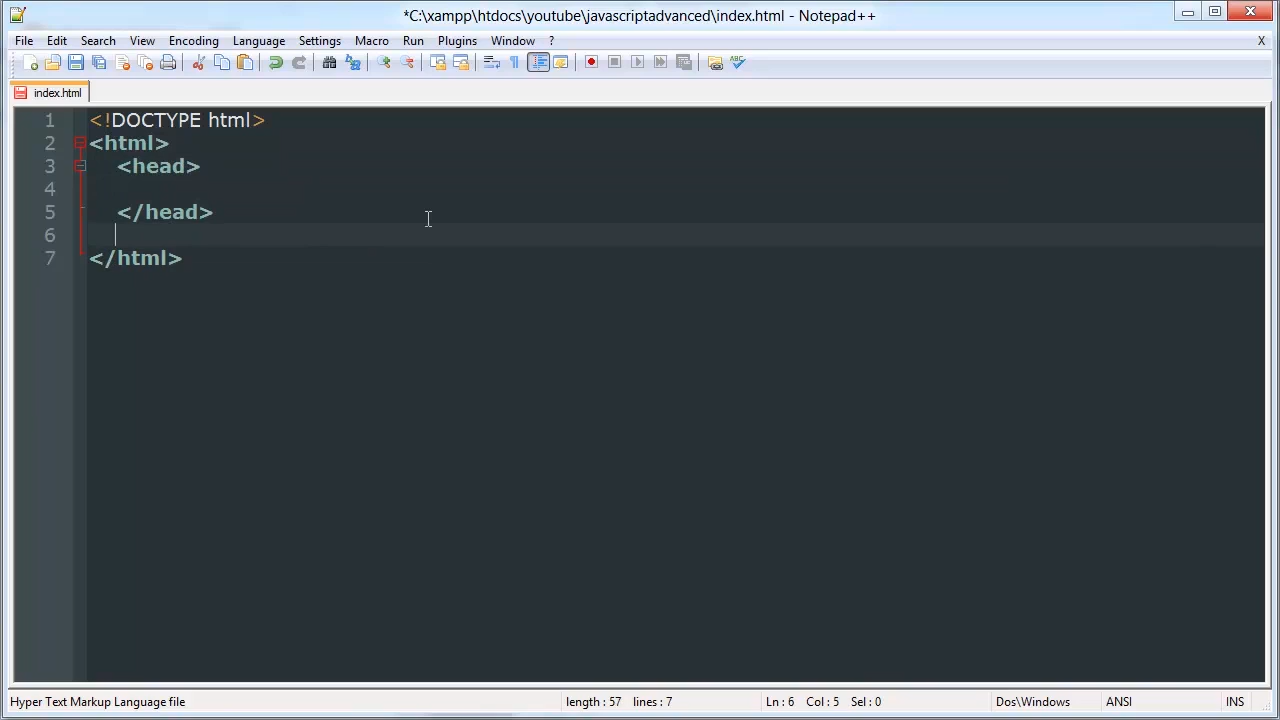 *C:\xampp\htdocs\youtube\javascriptadvanced\index.html - Notepad++
File Edit Search View Encoding Language Settings Macro Run Plugins Window ? X
index.html
1 <!DOCTYPE html>
2 <html>
3 <head>
4
5 </head>
6
7 </html>
Hyper Text Markup Language file length : 57 lines : 7 Ln : 6 Col : 5 Sel : 0 Dos\Windows ANSI INS